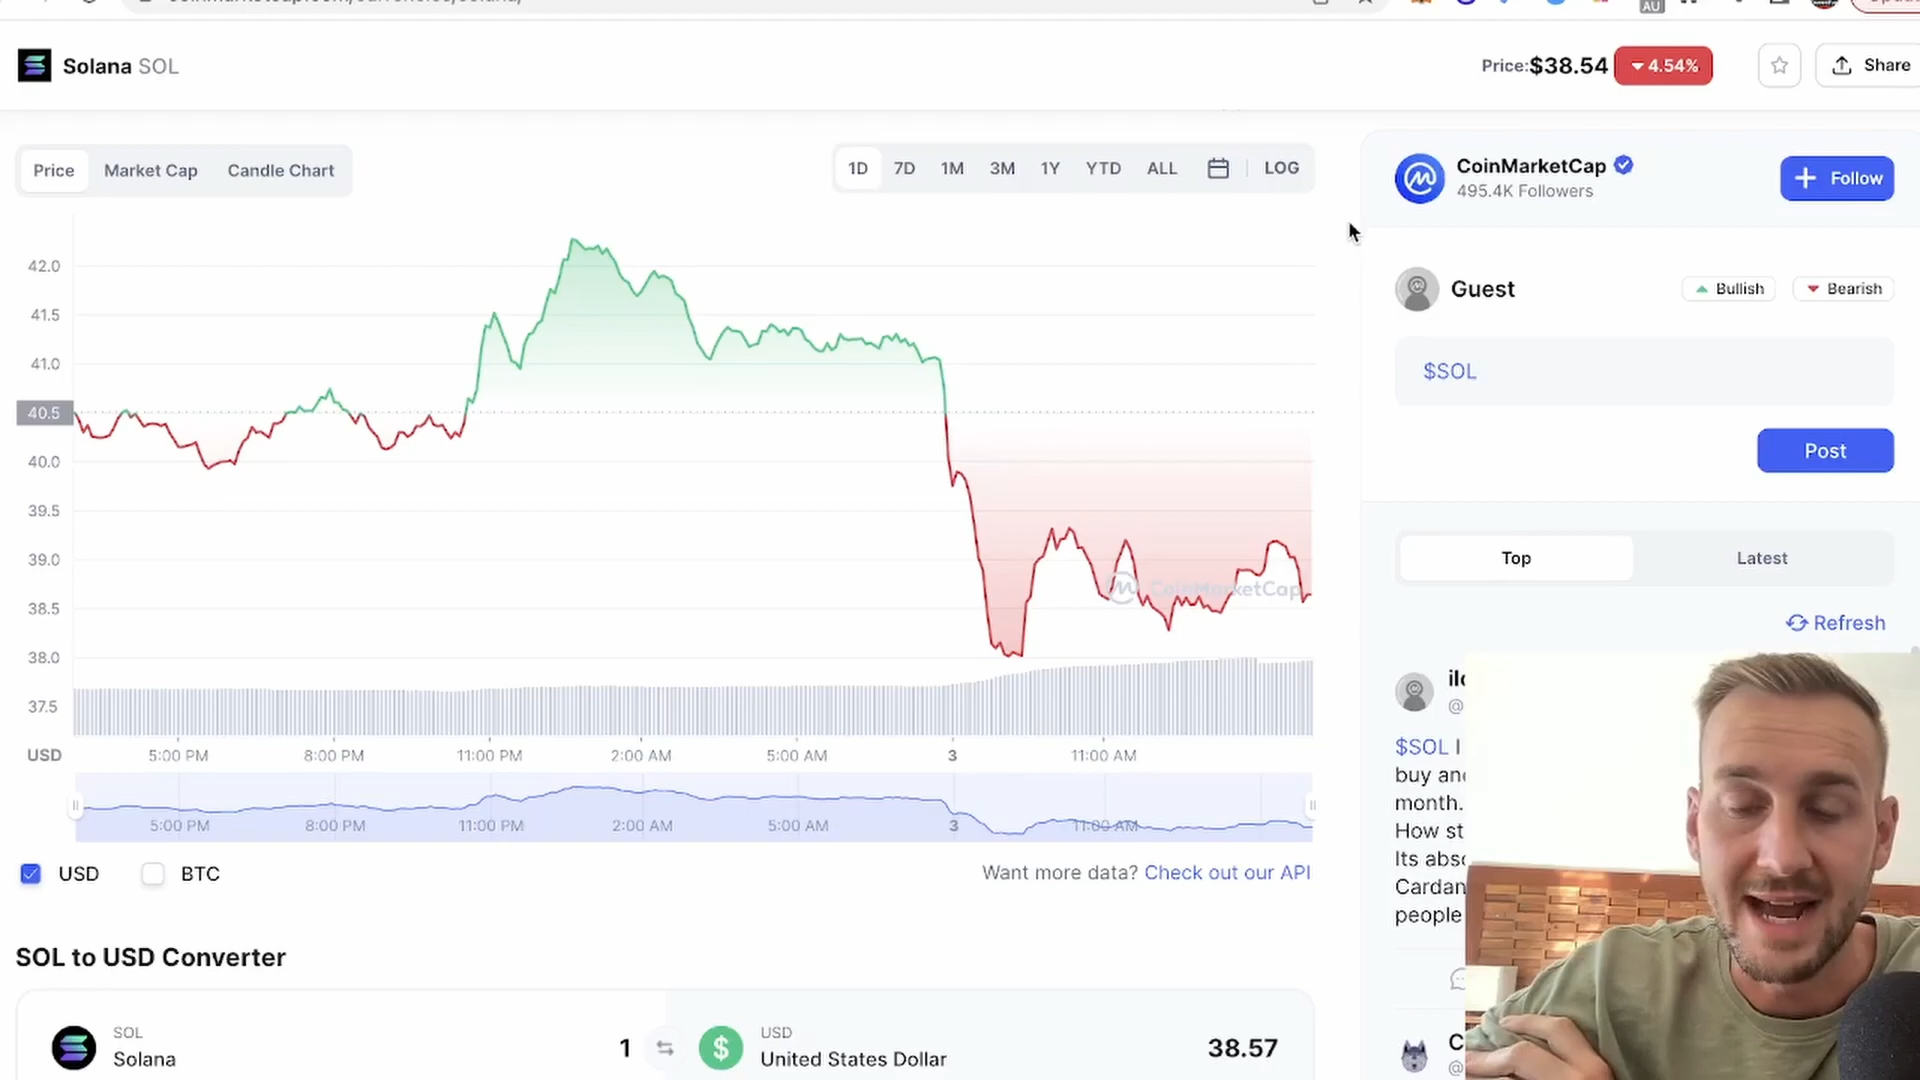 Solana SOL
Price:$38.54
4.54%
Share
Price
Market Cap
Candle Chart
1D
7D
1M
3M
1Y
YTD
ALL
LOG
CoinMarketCap
495.4K Followers
Follow
Guest
Bullish
Bearish
$SOL
Post
Top
Latest
Refresh
42.0
41.5
41.0
40.5
40.0
39.5
39.0
38.5
38.0
37.5
CoinMarketCap
USD
5:00 PM
8:00 PM
11:00 PM
2:00 AM
5:00 AM
3
11:00 AM
5:00 PM
8:00 PM
11:00 PM
2:00 AM
5:00 AM
3
11:00 AM
USD
BTC
Want more data? Check out our API
$SOL I
buy
month.
How
Its
people
SOL to USD Converter
SOL
Solana
1
USD
United States Dollar
38.57
AU